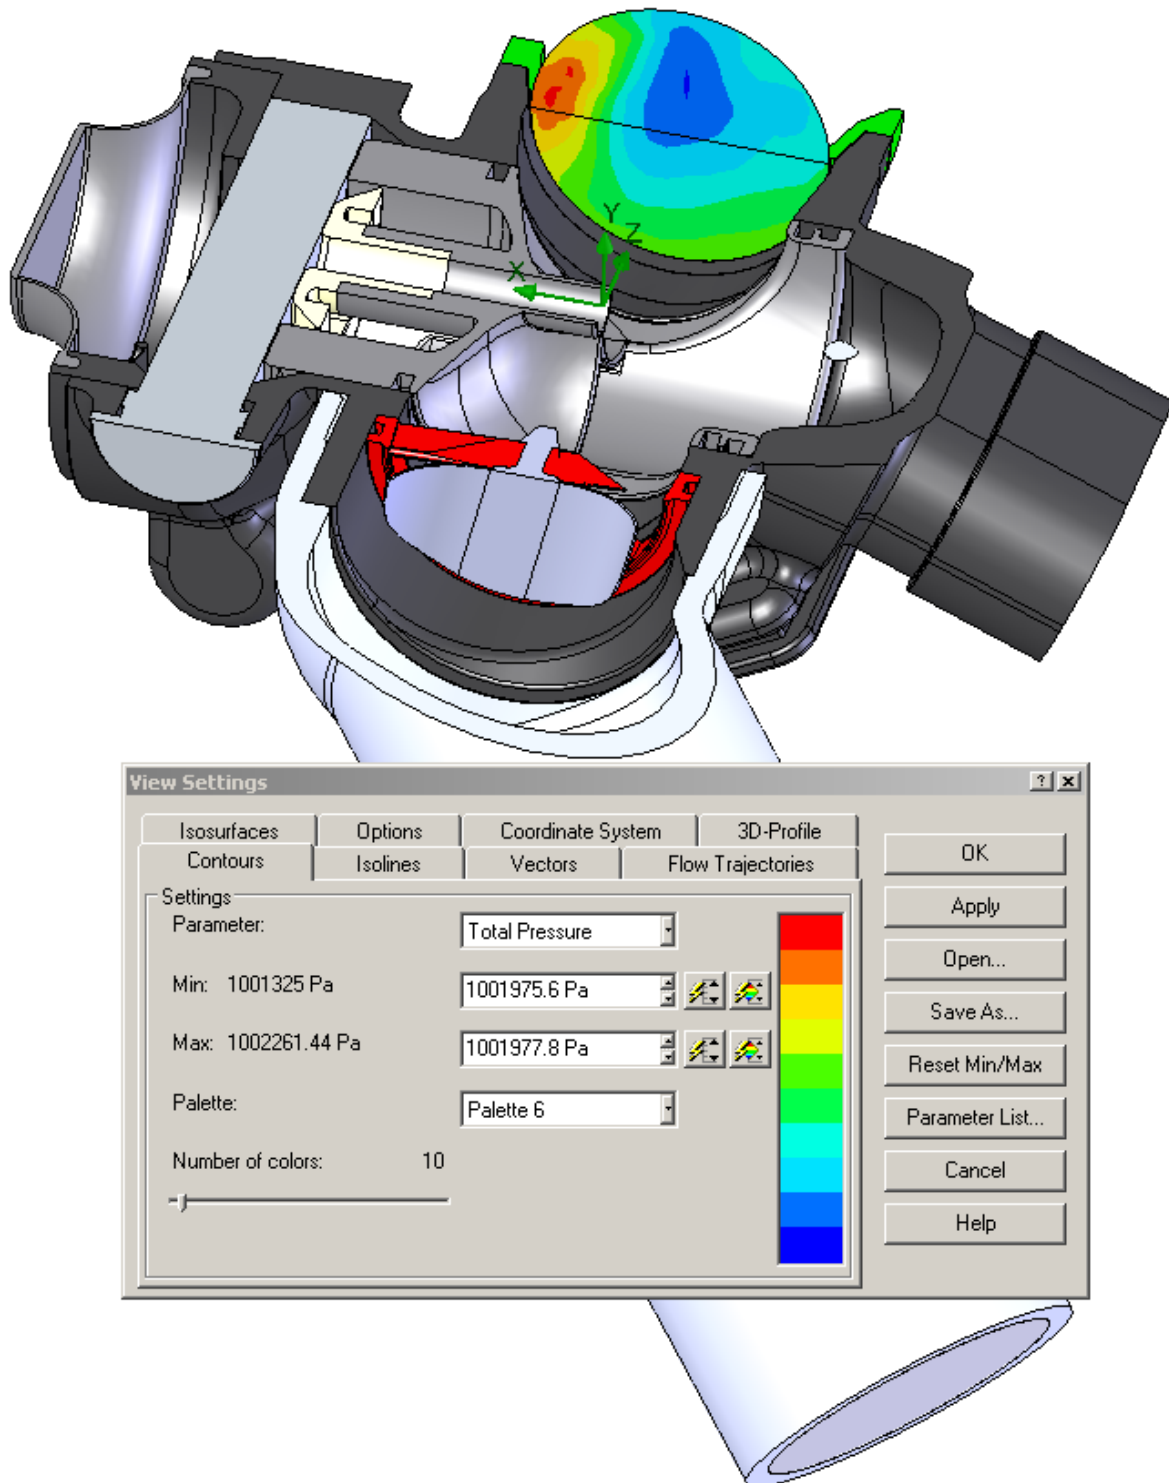 Y
Z
X
View Settings
? x
Isosurfaces Options Coordinate System 3D-Profile
Contours Isolines Vectors Flow Trajectories
Settings
Parameter: Total Pressure
Min: 1001325 Pa 1001975.6 Pa
Max: 1002261.44 Pa 1001977.8 Pa
Palette: Palette 6
Number of colors: 10
OK
Apply
Open...
Save As...
Reset Min/Max
Parameter List...
Cancel
Help